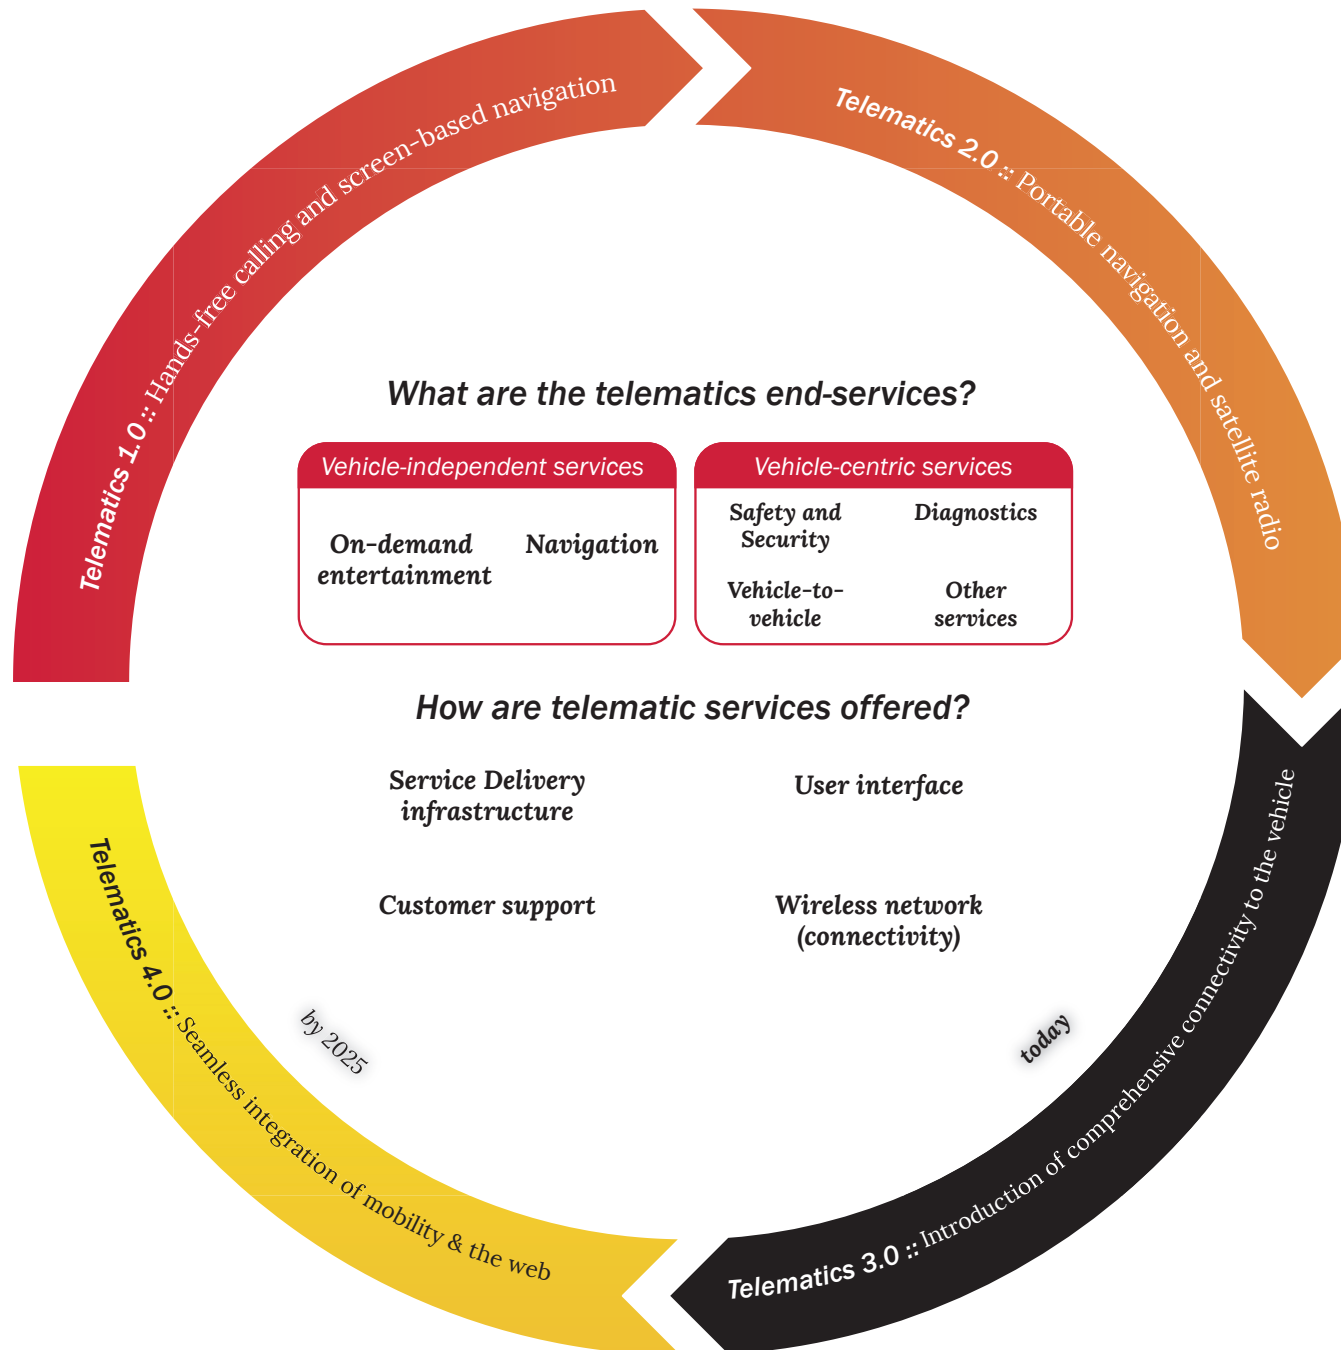 Telematics 1.0 :: Hands-free calling and screen-based navigation
Telematics 2.0 :: Portable navigation and satellite radio
What are the telematics end-services?
Vehicle-independent services
On-demand
entertainment
Navigation
Vehicle-centric services
Safety and
Security
Diagnostics
Vehicle-to-
vehicle
Other
services
How are telematic services offered?
Service Delivery
infrastructure
User interface
Customer support
Wireless network
(connectivity)
today
Telematics 3.0 :: Introduction of comprehensive connectivity to the vehicle
by 2025
Telematics 4.0 :: Seamless integration of mobility & the web